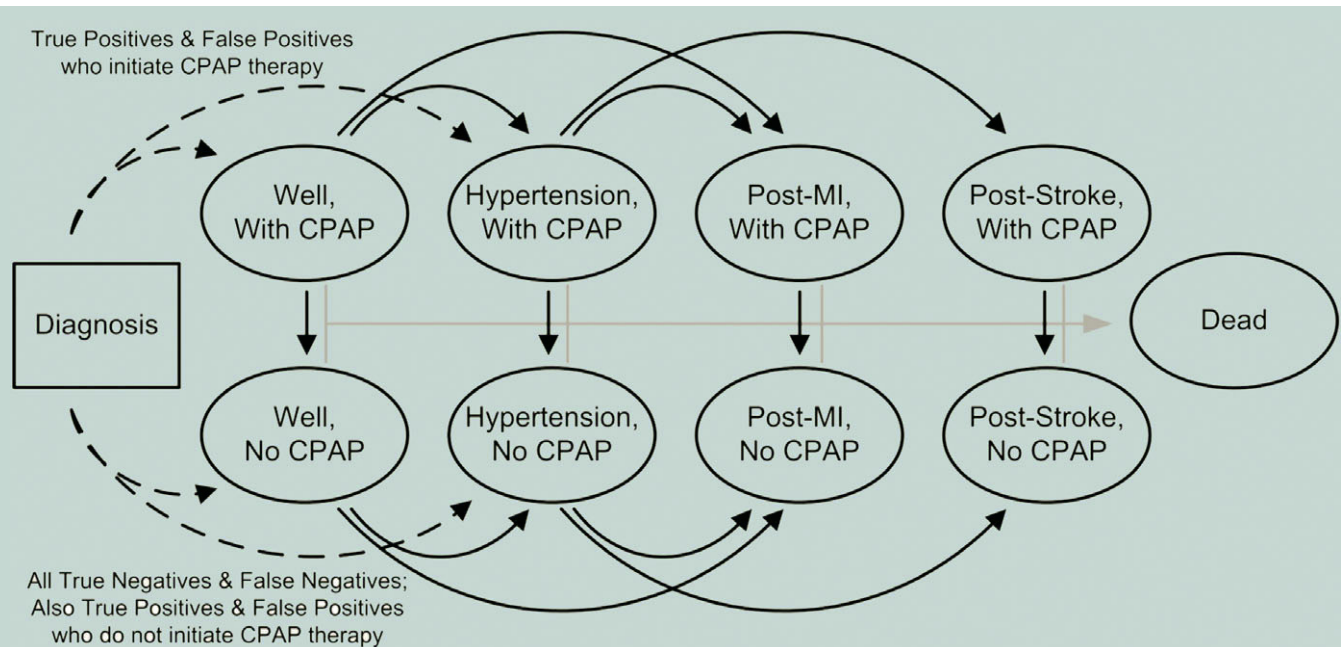 True Positives & False Positives
who initiate CPAP therapy
Well,
With CPAP
Hypertension,
With CPAP
Post-MI,
With CPAP
Post-Stroke,
With CPAP
Diagnosis
Dead
Well,
No CPAP
Hypertension,
No CPAP
Post-MI,
No CPAP
Post-Stroke,
No CPAP
All True Negatives & False Negatives;
Also True Positives & False Positives
who do not initiate CPAP therapy